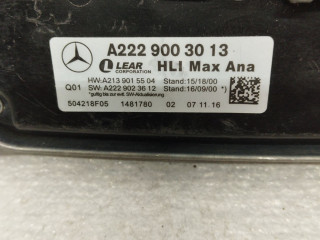 A222 900 30 13
LEAR CORPORATION HLI Max Ana
HW:A213 901 55 04 Stand:15/18/00
Q01 SW:A222 902 36 12 Stand:16/09/00 *)
*gültig bis zur evtl. SW-Aktualisierung.
504218F05 1481760 02 07.11.16